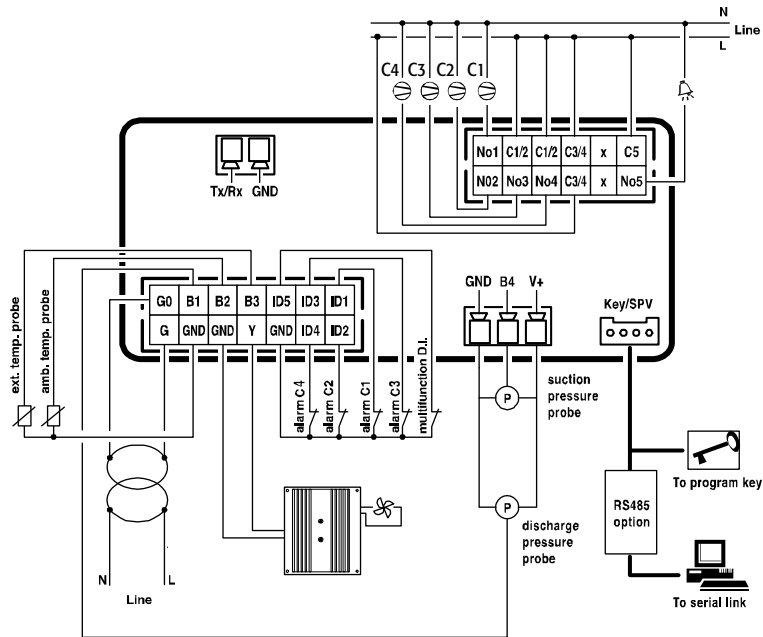 N
Line
L
C4 C3 C2 C1
No1 C1/2 C1/2 C3/4 x C5
N02 No3 No4 C3/4 x No5
Tx/Rx GND
GND B4 V+
Key/SPV
G0 B1 B2 B3 ID5 ID3 ID1
G GND GND Y GND ID4 ID2
ext. temp. probe
amb. temp. probe
alarm C4
alarm C2
alarm C1
alarm C3
multifunction D.I.
P
suction
pressure
probe
P
discharge
pressure
probe
To program key
RS485
option
To serial link
N L
Line